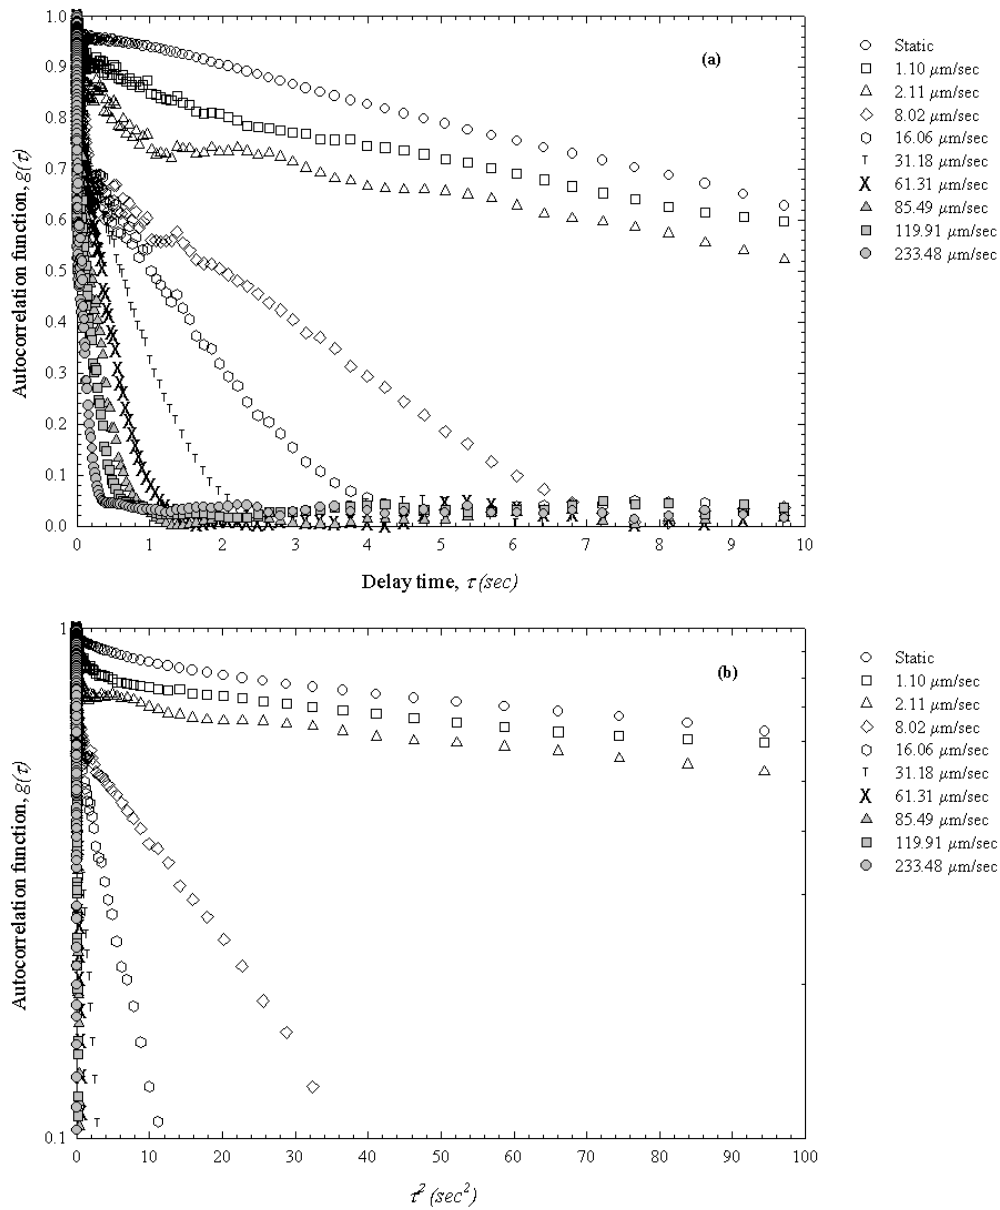 1.0
0.9
0.8
0.7
0.6
0.5
0.4
0.3
0.2
0.1
0.0
Autocorrelation function, g(τ)
(a)
0 1 2 3 4 5 6 7 8 9 10
Delay time, τ (sec)
Static
1.10 µm/sec
2.11 µm/sec
8.02 µm/sec
16.06 µm/sec
31.18 µm/sec
61.31 µm/sec
85.49 µm/sec
119.91 µm/sec
233.48 µm/sec
1
0.1
Autocorrelation function, g(τ)
(b)
0 10 20 30 40 50 60 70 80 90 100
τ² (sec²)
Static
1.10 µm/sec
2.11 µm/sec
8.02 µm/sec
16.06 µm/sec
31.18 µm/sec
61.31 µm/sec
85.49 µm/sec
119.91 µm/sec
233.48 µm/sec